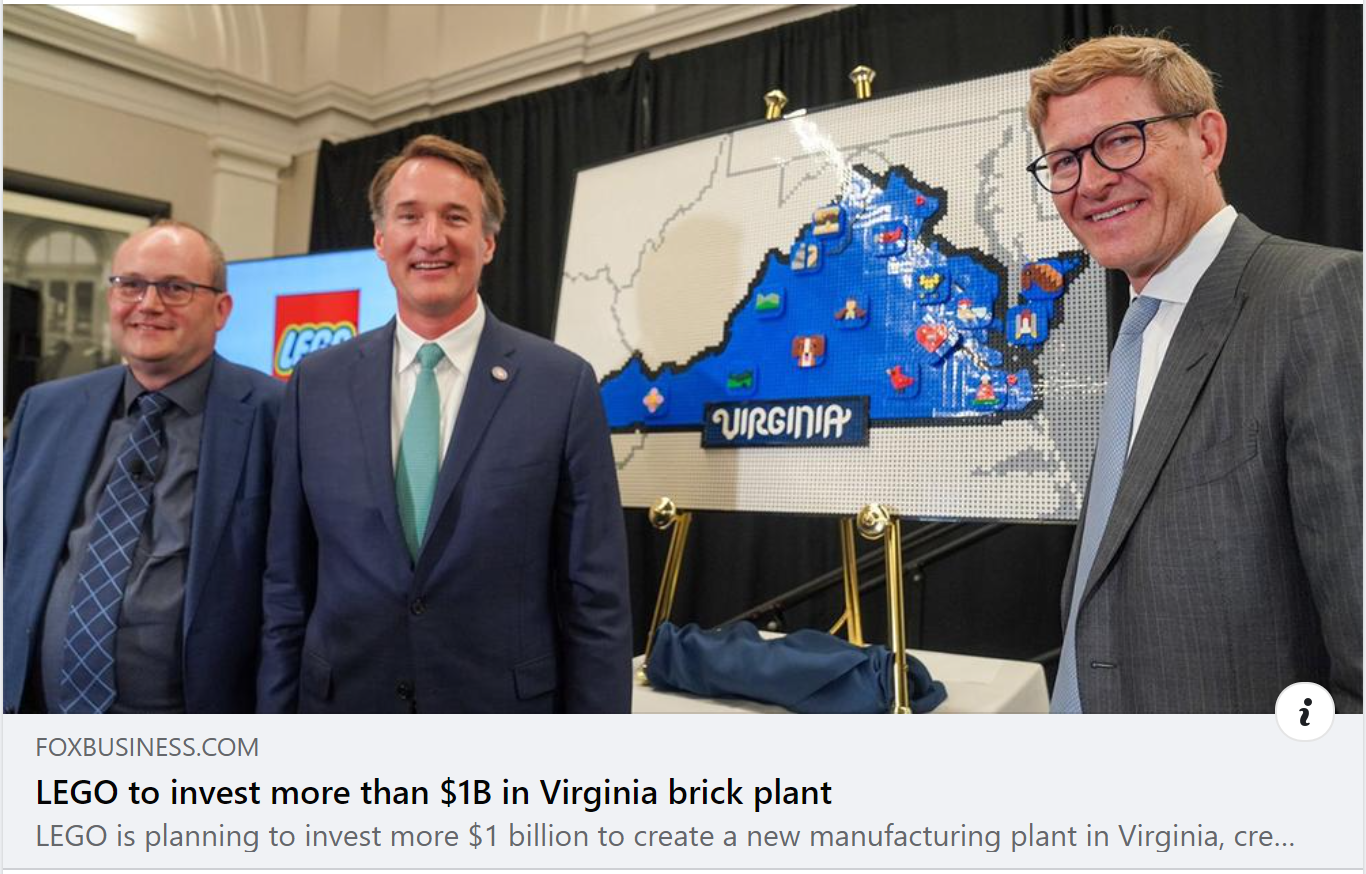 LEGO
VIRGINIA
FOXBUSINESS.COM
LEGO to invest more than $1B in Virginia brick plant
LEGO is planning to invest more $1 billion to create a new manufacturing plant in Virginia, cre...